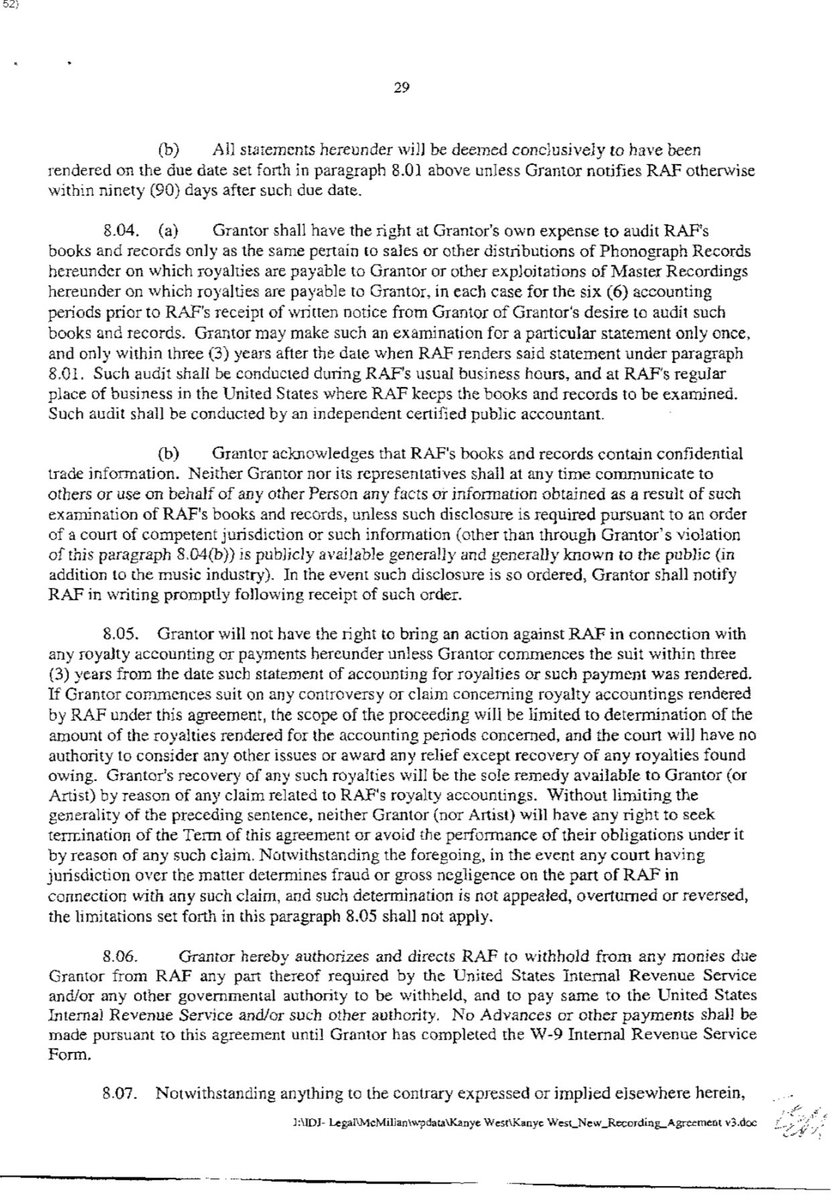 52)
29
(b) All statements hereunder will be deemed conclusively to have been
rendered on the due date set forth in paragraph 8.01 above unless Grantor notifies RAF otherwise
within ninety (90) days after such due date.
8.04. (a) Grantor shall have the right at Grantor's own expense to audit RAF's
books and records only as the same pertain to sales or other distributions of Phonograph Records
hereunder on which royalties are payable to Grantor or other exploitations of Master Recordings
hereunder on which royalties are payable to Grantor, in each case for the six (6) accounting
periods prior to RAF's receipt of written notice from Grantor of Grantor's desire to audit such
books and records. Grantor may make such an examination for a particular statement only once,
and only within three (3) years after the date when RAF renders said statement under paragraph
8.01. Such audit shall be conducted during RAF's usual business hours, and at RAF's regular
place of business in the United States where RAF keeps the books and records to be examined.
Such audit shall be conducted by an independent certified public accountant.
(b) Grantor acknowledges that RAF's books and records contain confidential
trade information. Neither Grantor nor its representatives shall at any time communicate to
others or use on behalf of any other Person any facts or information obtained as a result of such
examination of RAF's books and records, unless such disclosure is required pursuant to an order
of a court of competent jurisdiction or such information (other than through Grantor's violation
of this paragraph 8.04(b)) is publicly available generally and generally known to the public (in
addition to the music industry). In the event such disclosure is so ordered, Grantor shall notify
RAF in writing promptly following receipt of such order.
8.05. Grantor will not have the right to bring an action against RAF in connection with
any royalty accounting or payments hereunder unless Grantor commences the suit within three
(3) years from the date such statement of accounting for royalties or such payment was rendered.
If Grantor commences suit on any controversy or claim concerning royalty accountings rendered
by RAF under this agreement, the scope of the proceeding will be limited to determination of the
amount of the royalties rendered for the accounting periods concerned, and the court will have no
authority to consider any other issues or award any relief except recovery of any royalties found
owing. Grantor's recovery of any such royalties will be the sole remedy available to Grantor (or
Artist) by reason of any claim related to RAF's royalty accountings. Without limiting the
generality of the preceding sentence, neither Grantor (nor Artist) will have any right to seek
termination of the Term of this agreement or avoid the performance of their obligations under it
by reason of any such claim. Notwithstanding the foregoing, in the event any court having
jurisdiction over the matter determines fraud or gross negligence on the part of RAF in
connection with any such claim, and such determination is not appealed, overturned or reversed,
the limitations set forth in this paragraph 8.05 shall not apply.
8.06. Grantor hereby authorizes and directs RAF to withhold from any monies due
Grantor from RAF any part thereof required by the United States Internal Revenue Service
and/or any other governmental authority to be withheld, and to pay same to the United States
Internal Revenue Service and/or such other authority. No Advances or other payments shall be
made pursuant to this agreement until Grantor has completed the W-9 Internal Revenue Service
Form.
8.07. Notwithstanding anything to the contrary expressed or implied elsewhere herein,
J:\IDJ- Legal\McMillan\wpdata\Kanye West\Kanye West_New_Recording_Agreement v3.doc